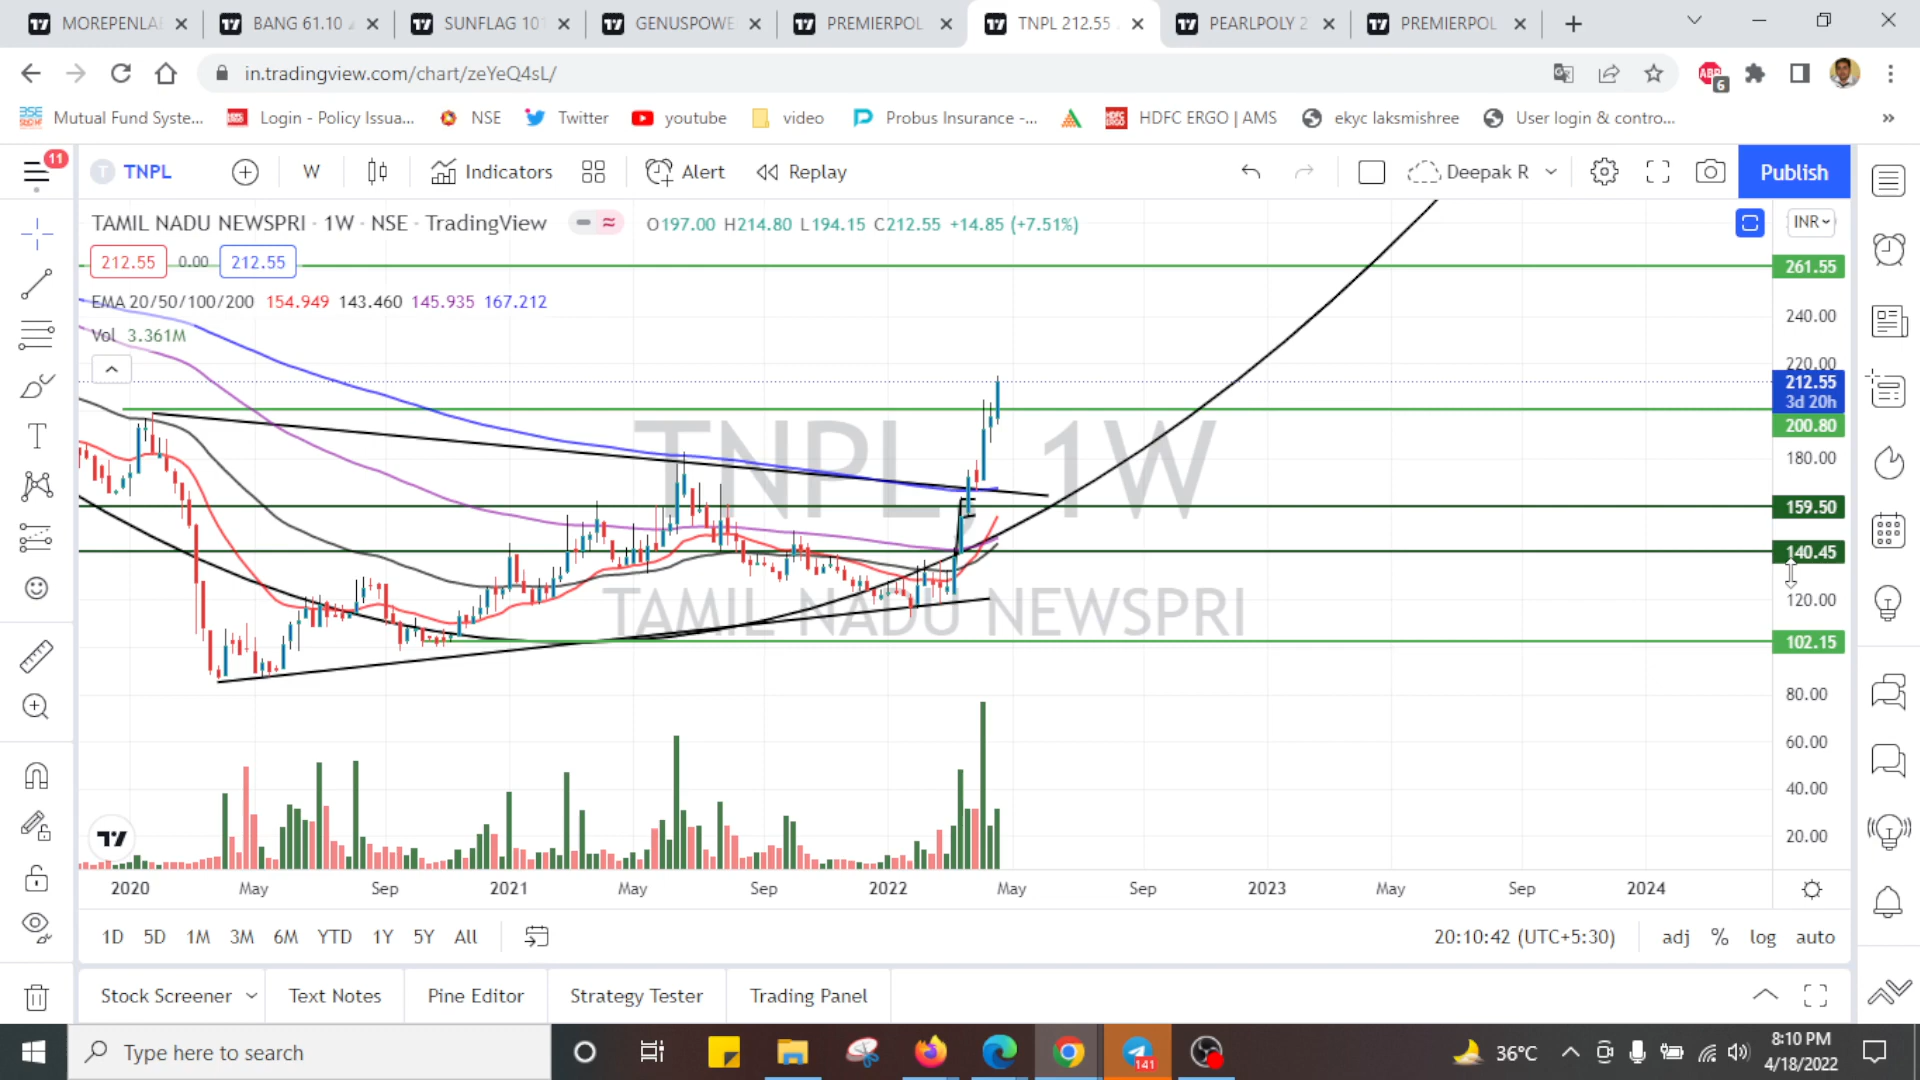 MOREPENLA BANG 61.10 SUNFLAG 101 GENUSPOWE PREMIERPOL TNPL 212.55 PEARLPOLY 2 PREMIERPOL
in.tradingview.com/chart/zeYeQ4sL/ ABP 6
Mutual Fund Syste... Login - Policy Issua... NSE Twitter youtube video Probus Insurance -... HDFC ERGO | AMS ekyc laksmishree User login & contro... »
11 T TNPL W Indicators Alert Replay Deepak R Publish
TAMIL NADU NEWSPRI · 1W · NSE · TradingView O197.00 H214.80 L194.15 C212.55 +14.85 (+7.51%) INR
212.55 0.00 212.55 261.55
EMA 20/50/100/200 154.949 143.460 145.935 167.212
240.00
Vol 3.361M
220.00
212.55
3d 20h
200.80
180.00
TNPL, 1W
159.50
140.45
120.00
TAMIL NADU NEWSPRI
102.15
80.00
60.00
40.00
20.00
2020 May Sep 2021 May Sep 2022 May Sep 2023 May Sep 2024
1D 5D 1M 3M 6M YTD 1Y 5Y All 20:10:42 (UTC+5:30) adj % log auto
Stock Screener Text Notes Pine Editor Strategy Tester Trading Panel
Type here to search 141 36°C 8:10 PM
4/18/2022